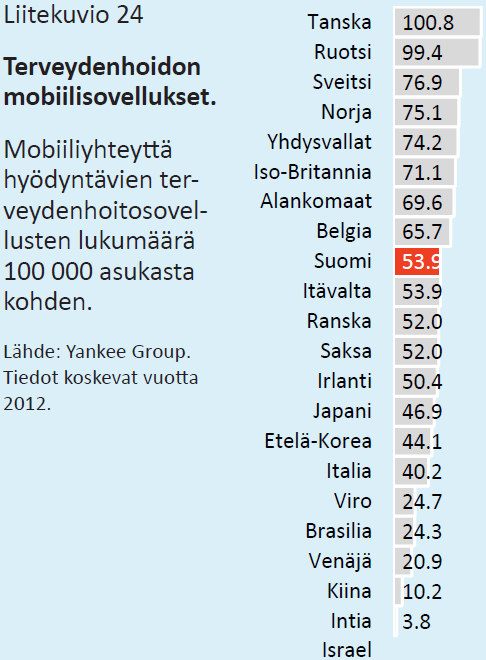 Liitekuvio 24
Terveydenhoidon
mobiilisovellukset.
Mobiiliyhteyttä
hyödyntävien ter-
veydenhoitosovel-
lusten lukumäärä
100 000 asukasta
kohden.
Lähde: Yankee Group.
Tiedot koskevat vuotta
2012.
Tanska 100.8
Ruotsi 99.4
Sveitsi 76.9
Norja 75.1
Yhdysvallat 74.2
Iso-Britannia 71.1
Alankomaat 69.6
Belgia 65.7
Suomi 53.9
Itävalta 53.9
Ranska 52.0
Saksa 52.0
Irlanti 50.4
Japani 46.9
Etelä-Korea 44.1
Italia 40.2
Viro 24.7
Brasilia 24.3
Venäjä 20.9
Kiina 10.2
Intia 3.8
Israel